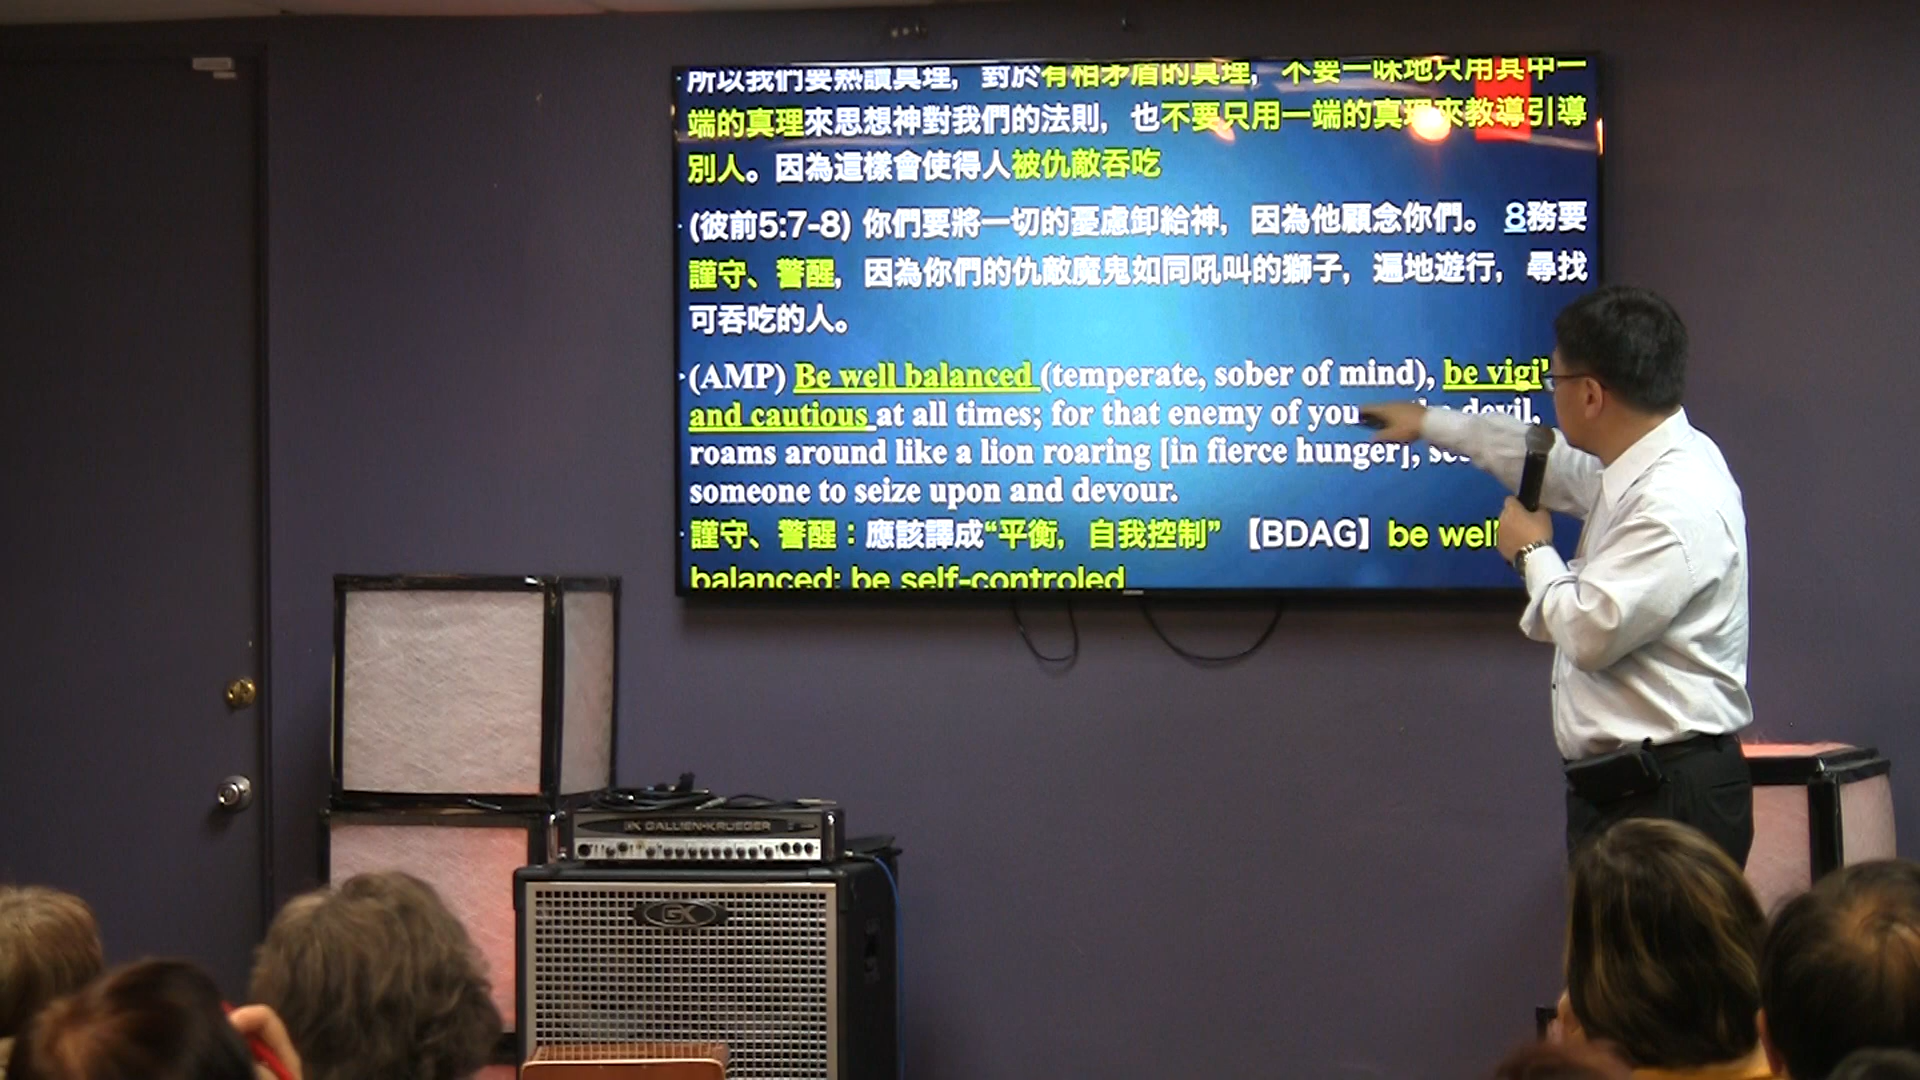 所以我們要熟讀真理，對於有相矛盾的真理，不要一味地只用其中一
端的真理來思想神對我們的法則，也不要只用一端的真理來教導引導
別人。因為這樣會使得人被仇敵吞吃
(彼前5:7-8) 你們要將一切的憂慮卸給神，因為他顧念你們。 8務要
謹守、警醒，因為你們的仇敵魔鬼如同吼叫的獅子，遍地遊行，尋找
可吞吃的人。
(AMP) Be well balanced (temperate, sober of mind), be vigi
and cautious at all times; for that enemy of you devil,
roams around like a lion roaring [in fierce hunger],
someone to seize upon and devour.
謹守、警醒：應該譯成“平衡，自我控制” 【BDAG】 be well
balanced; be self-controled
GK GALLIEN-KRUEGER
GK